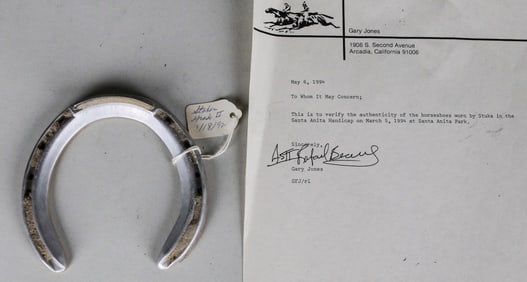 Gary Jones
1906 S. Second Avenue
Arcadia, California 91006
May 6, 1994
To Whom It May Concern;
This is to verify the authenticity of the horseshoes worn by Stuka in the
Santa Anita Handicap on March 5, 1994 at Santa Anita Park.
Sincerely,
Gary Jones
Stuka